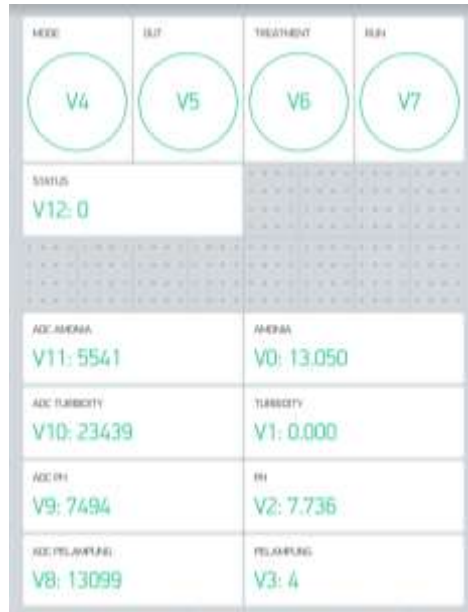 MODE OUT TREATMENT RUN
V4 V5 V6 V7
STATUS
V12: 0
ADC AMONIA AMONIA
V11: 5541 V0: 13.050
ADC TURBIDITY TURBIDITY
V10: 23439 V1: 0.000
ADC PH PH
V9: 7494 V2: 7.736
ADC PELAMPUNG PELAMPUNG
V8: 13099 V3: 4